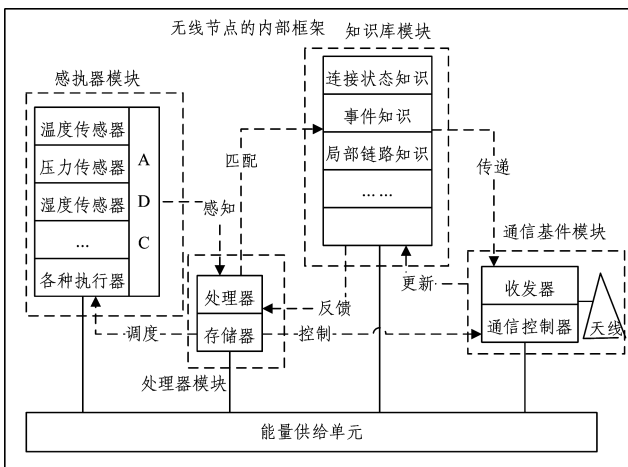 无线节点的内部框架
知识库模块
感执器模块
连接状态知识
事件知识
局部链路知识
... ...
温度传感器
压力传感器
湿度传感器
...
各种执行器
A
D
C
匹配
传递
感知
通信基件模块
处理器
存储器
反馈
更新
收发器
通信控制器
天线
调度
控制
处理器模块
能量供给单元